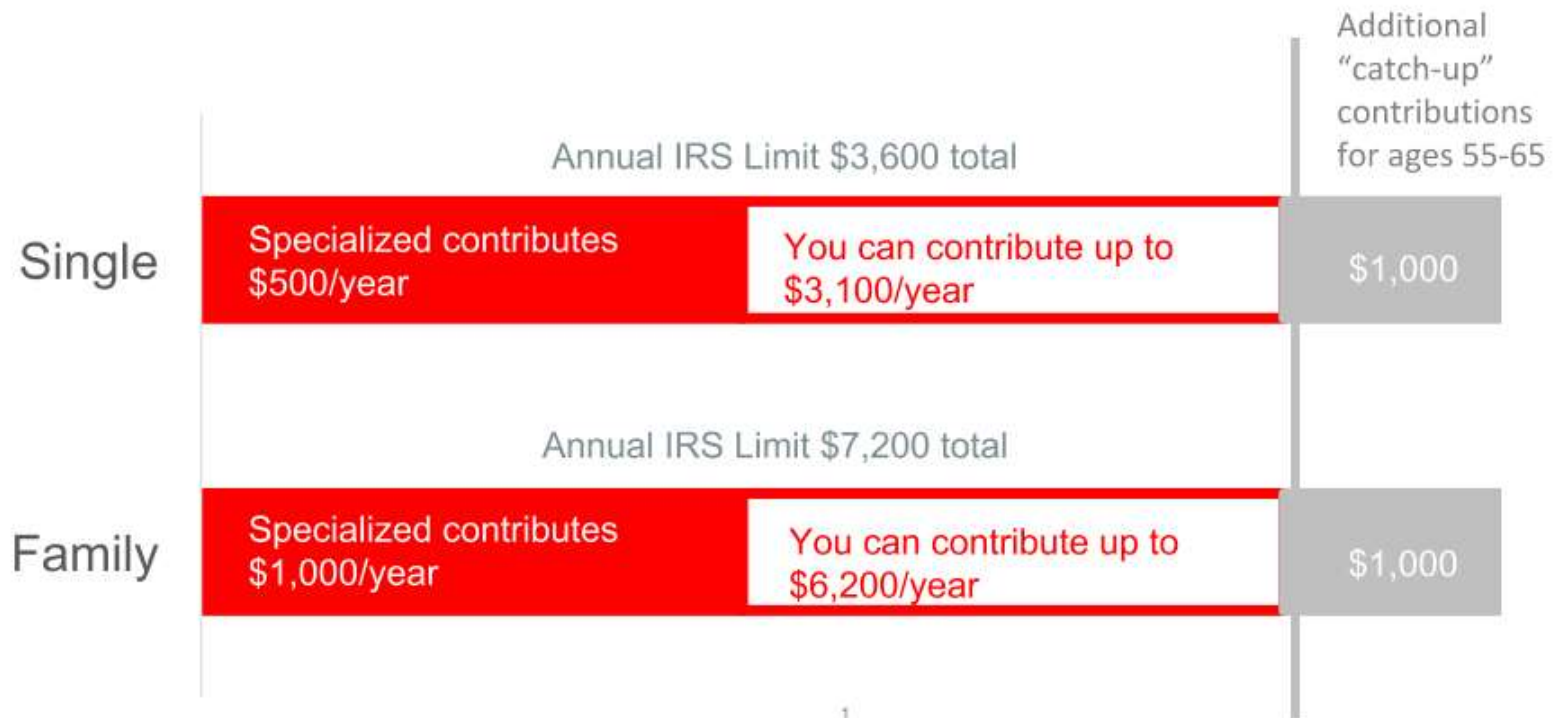 Additional
“catch-up”
contributions
for ages 55-65
Annual IRS Limit $3,600 total
Single
Specialized contributes
$500/year
You can contribute up to
$3,100/year
$1,000
Annual IRS Limit $7,200 total
Family
Specialized contributes
$1,000/year
You can contribute up to
$6,200/year
$1,000
1